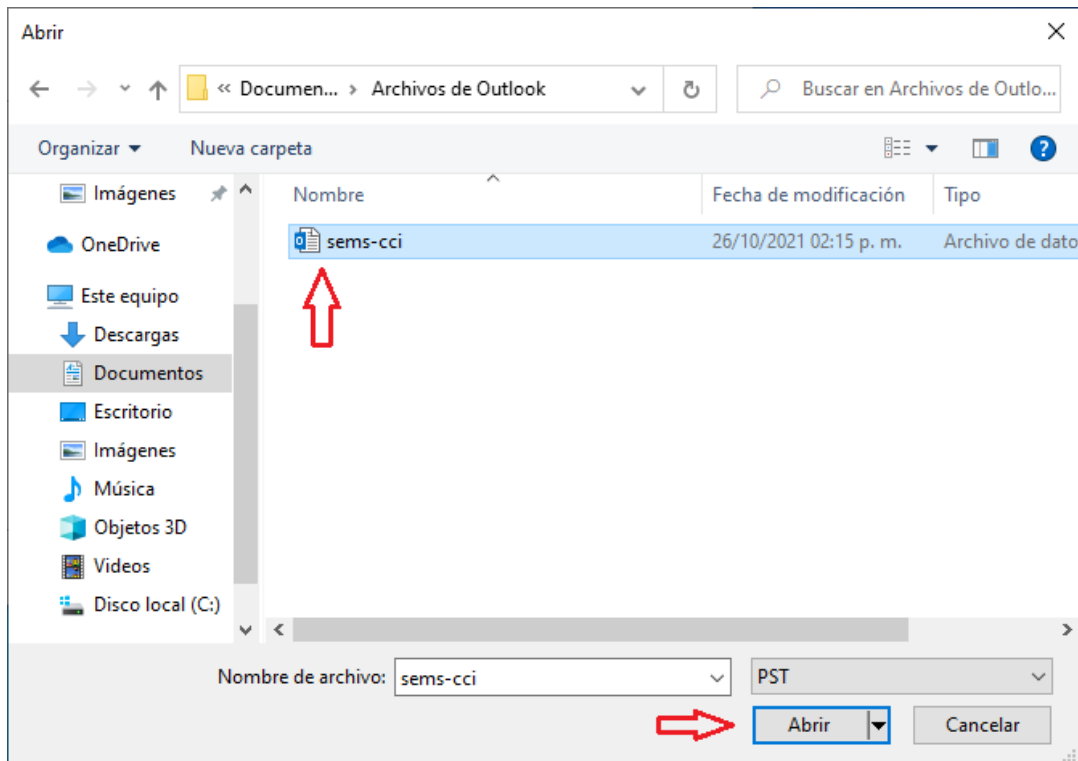 Abrir
« Documen... › Archivos de Outlook
Buscar en Archivos de Outlo...
Organizar
Nueva carpeta
Imágenes
OneDrive
Este equipo
Descargas
Documentos
Escritorio
Imágenes
Música
Objetos 3D
Videos
Disco local (C:)
Nombre
Fecha de modificación
Tipo
sems-cci
26/10/2021 02:15 p. m.
Archivo de dato
Nombre de archivo:
sems-cci
PST
Abrir
Cancelar